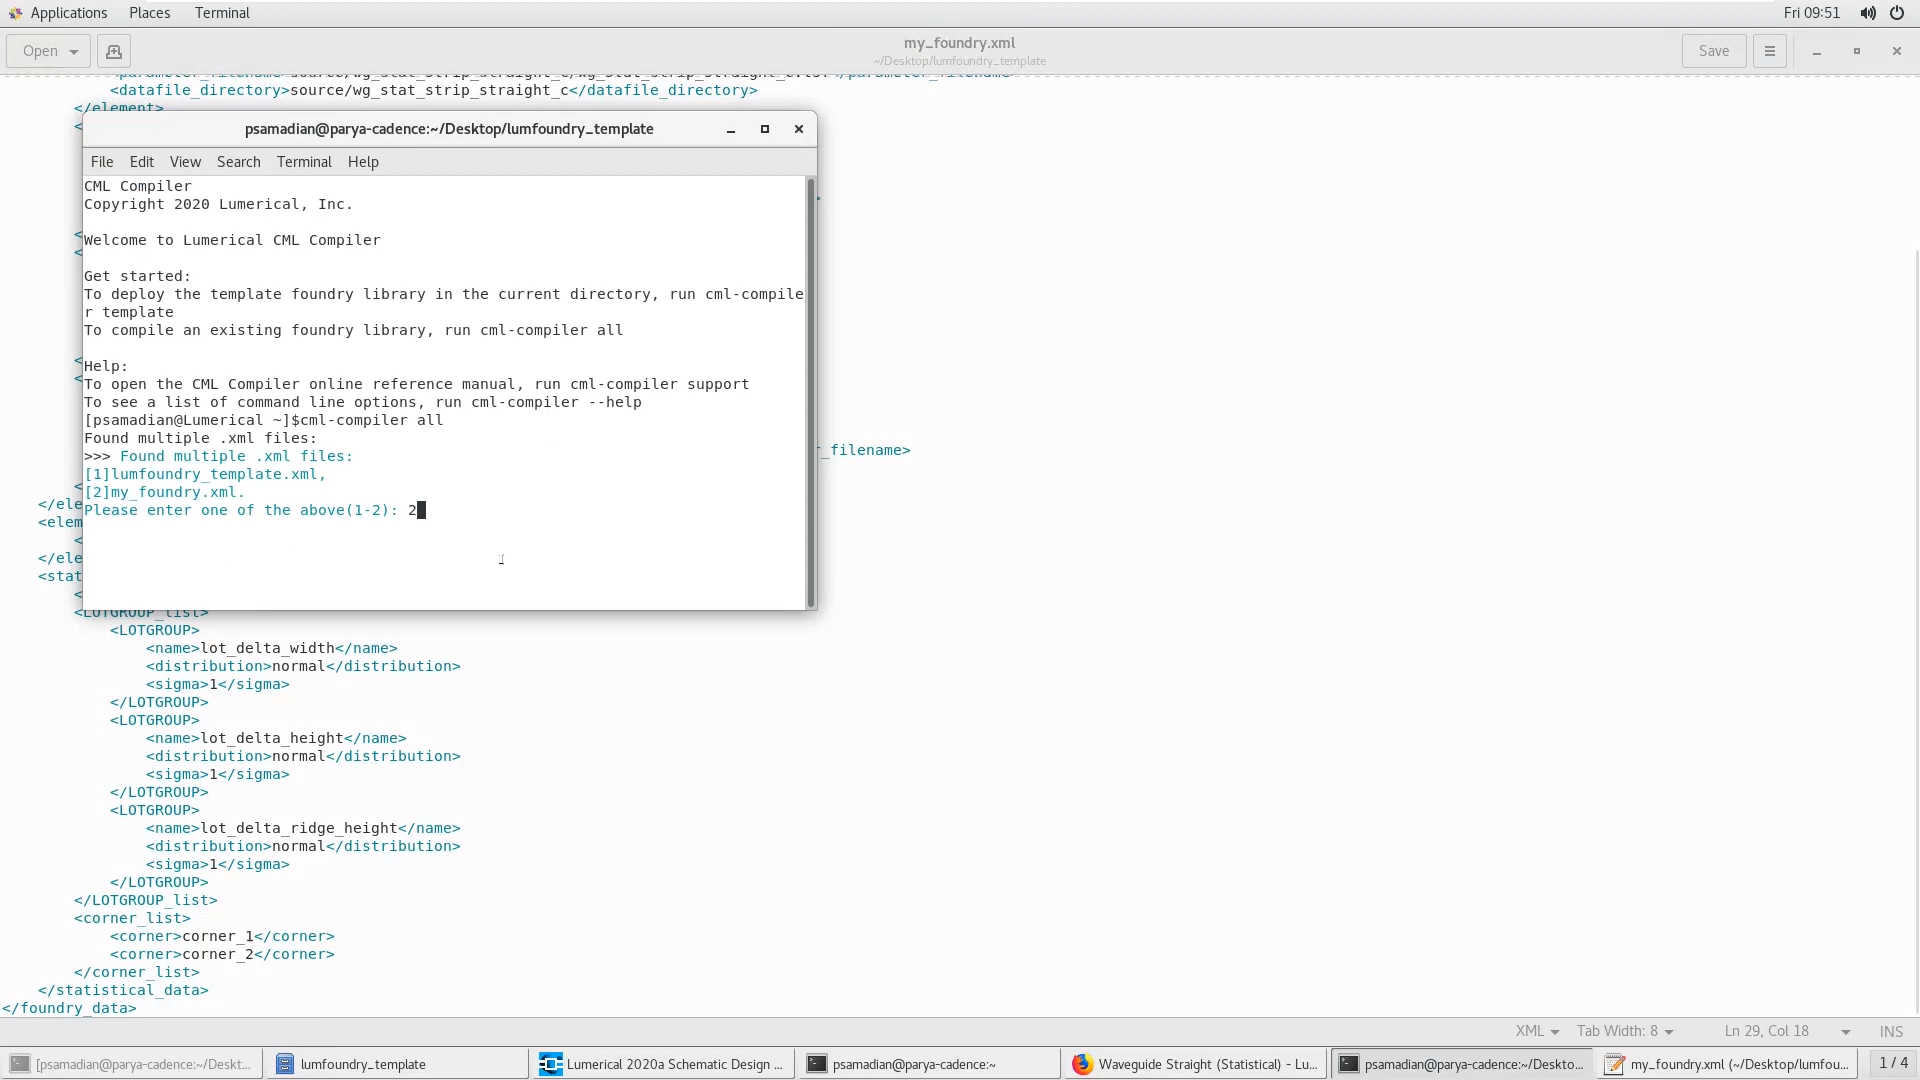 Applications Places Terminal Fri 09:51
Open my_foundry.xml Save
~/Desktop/lumfoundry_template
<datafile_directory>source/wg_stat_strip_straight_c</datafile_directory>
</element>
psamadian@parya-cadence:~/Desktop/lumfoundry_template
File Edit View Search Terminal Help
CML Compiler
Copyright 2020 Lumerical, Inc.
Welcome to Lumerical CML Compiler
Get started:
To deploy the template foundry library in the current directory, run cml-compile
r template
To compile an existing foundry library, run cml-compiler all
Help:
To open the CML Compiler online reference manual, run cml-compiler support
To see a list of command line options, run cml-compiler --help
[psamadian@Lumerical ~]$cml-compiler all
Found multiple .xml files:
>>> Found multiple .xml files:
r_filename>
[1]lumfoundry_template.xml,
[2]my_foundry.xml.
</ele
Please enter one of the above(1-2): 2
<elem
</ele
<stat
<LOTGROUP_list>
<LOTGROUP>
<name>lot_delta_width</name>
<distribution>normal</distribution>
<sigma>1</sigma>
</LOTGROUP>
<LOTGROUP>
<name>lot_delta_height</name>
<distribution>normal</distribution>
<sigma>1</sigma>
</LOTGROUP>
<LOTGROUP>
<name>lot_delta_ridge_height</name>
<distribution>normal</distribution>
<sigma>1</sigma>
</LOTGROUP>
</LOTGROUP_list>
<corner_list>
<corner>corner_1</corner>
<corner>corner_2</corner>
</corner_list>
</statistical_data>
</foundry_data>
XML Tab Width: 8 Ln 29, Col 18 INS
[psamadian@parya-cadence:~/Deskt... lumfoundry_template Lumerical 2020a Schematic Design ... psamadian@parya-cadence:~ Waveguide Straight (Statistical) - Lu... psamadian@parya-cadence:~/Deskto... my_foundry.xml (~/Desktop/lumfou... 1 / 4